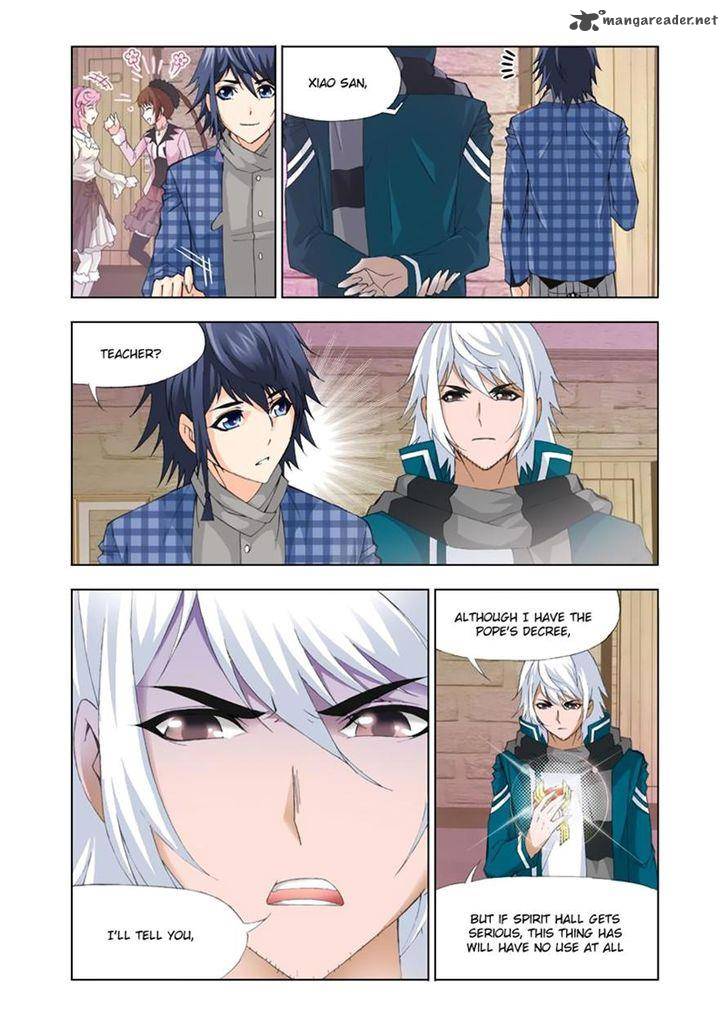 mangareader.net
XIAO SAN,
TEACHER?
I'LL TELL YOU,
ALTHOUGH I HAVE THE
POPE'S DECREE,
BUT IF SPIRIT HALL GETS
SERIOUS, THIS THING HAS
WILL HAVE NO USE AT ALL